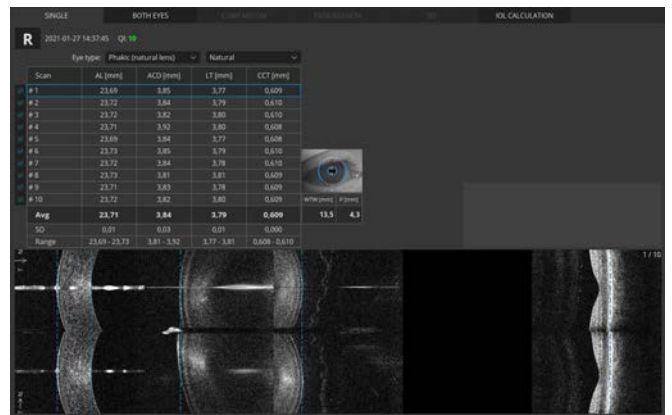 SINGLE BOTH EYES COMPARISON PROGRESSION 3D IOL CALCULATION
R 2021-01-27 14:37:45 QI: 10
Eye type: Phakic (natural lens) Natural
Scan AL [mm] ACD [mm] LT [mm] CCT [mm]
# 1 23,69 3,85 3,77 0,609
# 2 23,72 3,84 3,79 0,610
# 3 23,72 3,82 3,80 0,610
# 4 23,71 3,92 3,80 0,608
# 5 23,69 3,84 3,77 0,608
# 6 23,73 3,85 3,79 0,610
# 7 23,72 3,84 3,78 0,610
# 8 23,73 3,81 3,81 0,609
# 9 23,71 3,83 3,78 0,609
# 10 23,72 3,82 3,80 0,609
WTW [mm] P [mm]
Avg 23,71 3,84 3,79 0,609 13,5 4,3
SD 0,01 0,03 0,01 0,000
Range 23,69 - 23,73 3,81 - 3,92 3,77 - 3,81 0,608 - 0,610
1 / 10